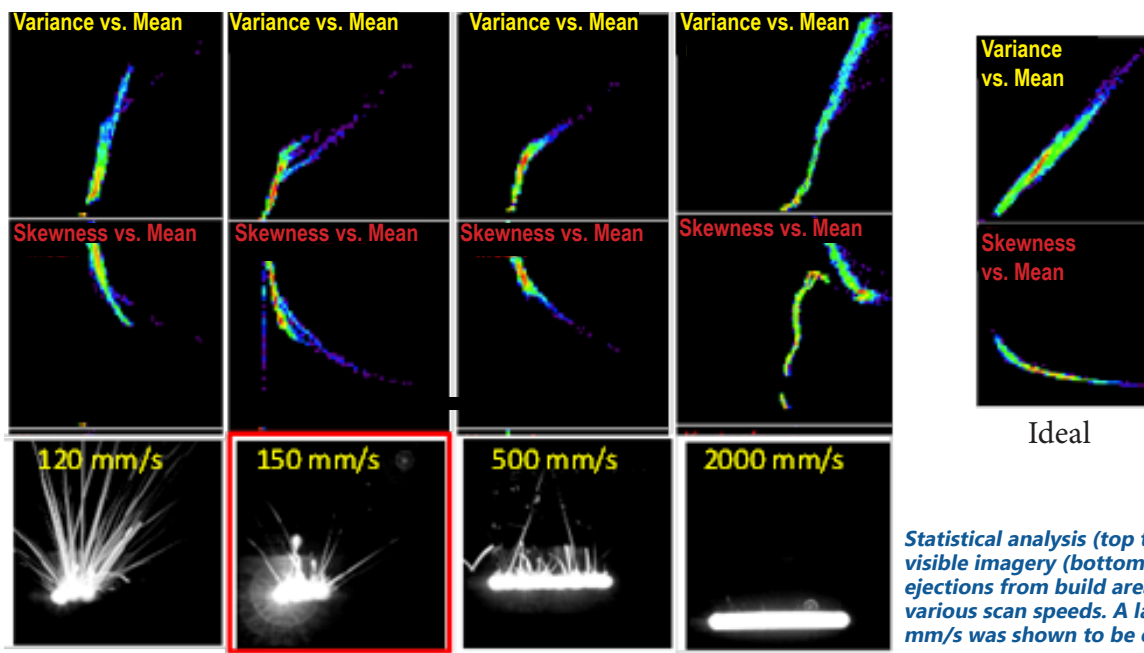 Variance vs. Mean
Variance vs. Mean
Variance vs. Mean
Variance vs. Mean
Variance
vs. Mean
Skewness vs. Mean
Skewness vs. Mean
Skewness vs. Mean
Skewness vs. Mean
Skewness
vs. Mean
Ideal
120 mm/s
150 mm/s
500 mm/s
2000 mm/s
Statistical analysis (top
visible imagery (bottom
ejections from build
various scan speeds. A
mm/s was shown to be